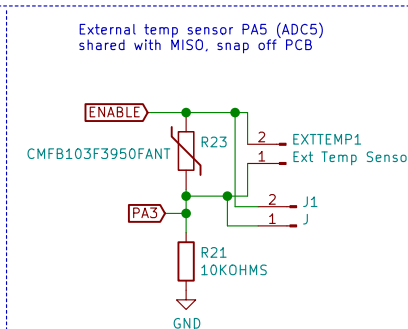 External temp sensor PA5 (ADC5)
shared with MISO, snap off PCB
ENABLE
R23
CMFB103F3950FANT
2 EXTTEMP1
1 Ext Temp Senso
2 J1
1 J
PA3
R21
10KOHMS
GND